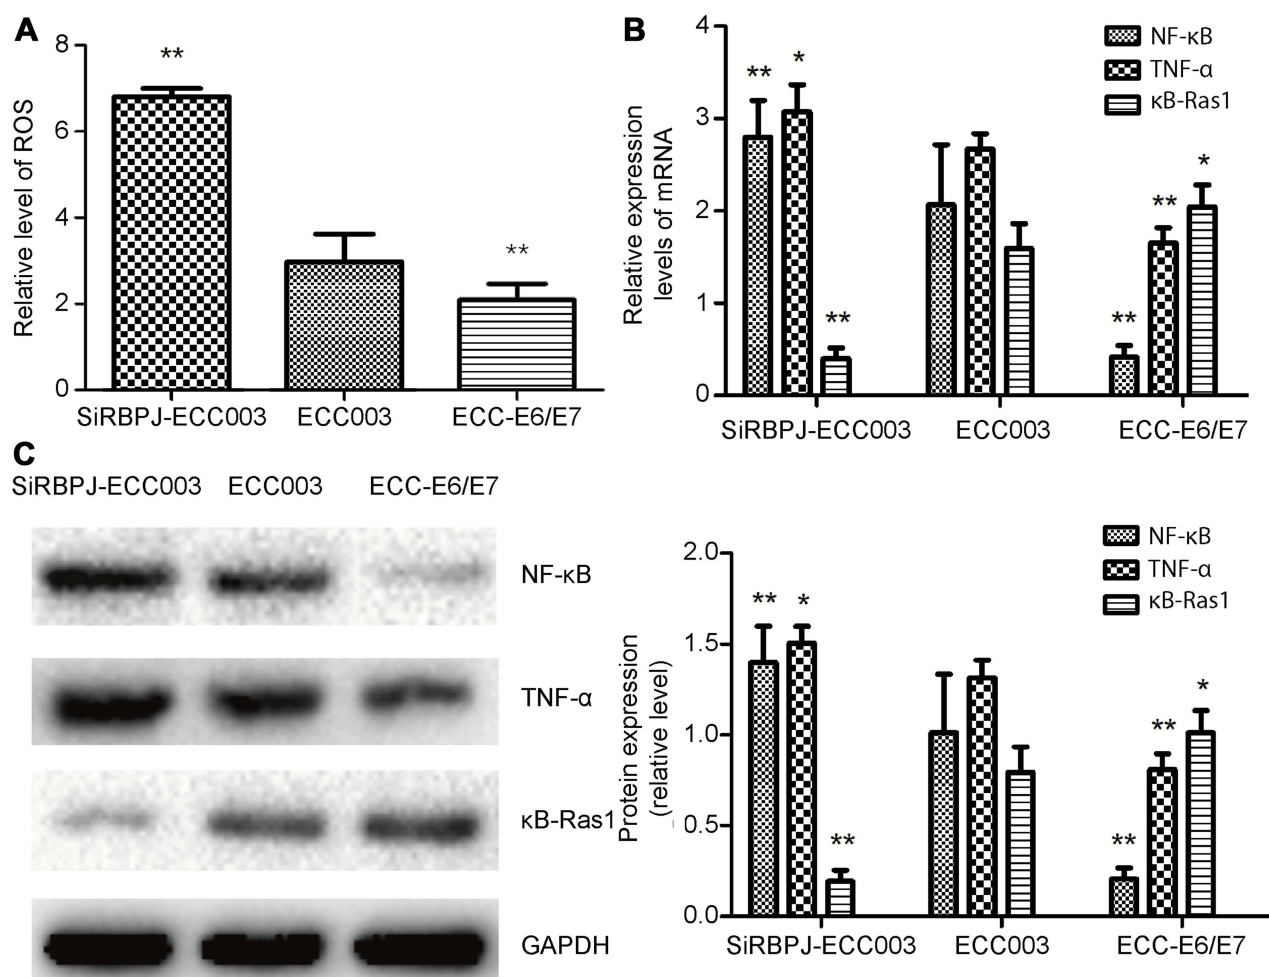 A
Relative level of ROS
8
6
4
2
0
**
**
SiRBPJ-ECC003 ECC003 ECC-E6/E7
B
Relative expression
levels of mRNA
4
3
2
1
0
** *
**
** ** *
NF-κB
TNF-α
κB-Ras1
SiRBPJ-ECC003 ECC003 ECC-E6/E7
C
SiRBPJ-ECC003 ECC003 ECC-E6/E7
NF-κB
TNF-α
κB-Ras1
GAPDH
Protein expression
(relative level)
2.0
1.5
1.0
0.5
0.0
** *
**
** ** *
NF-κB
TNF-α
κB-Ras1
SiRBPJ-ECC003 ECC003 ECC-E6/E7